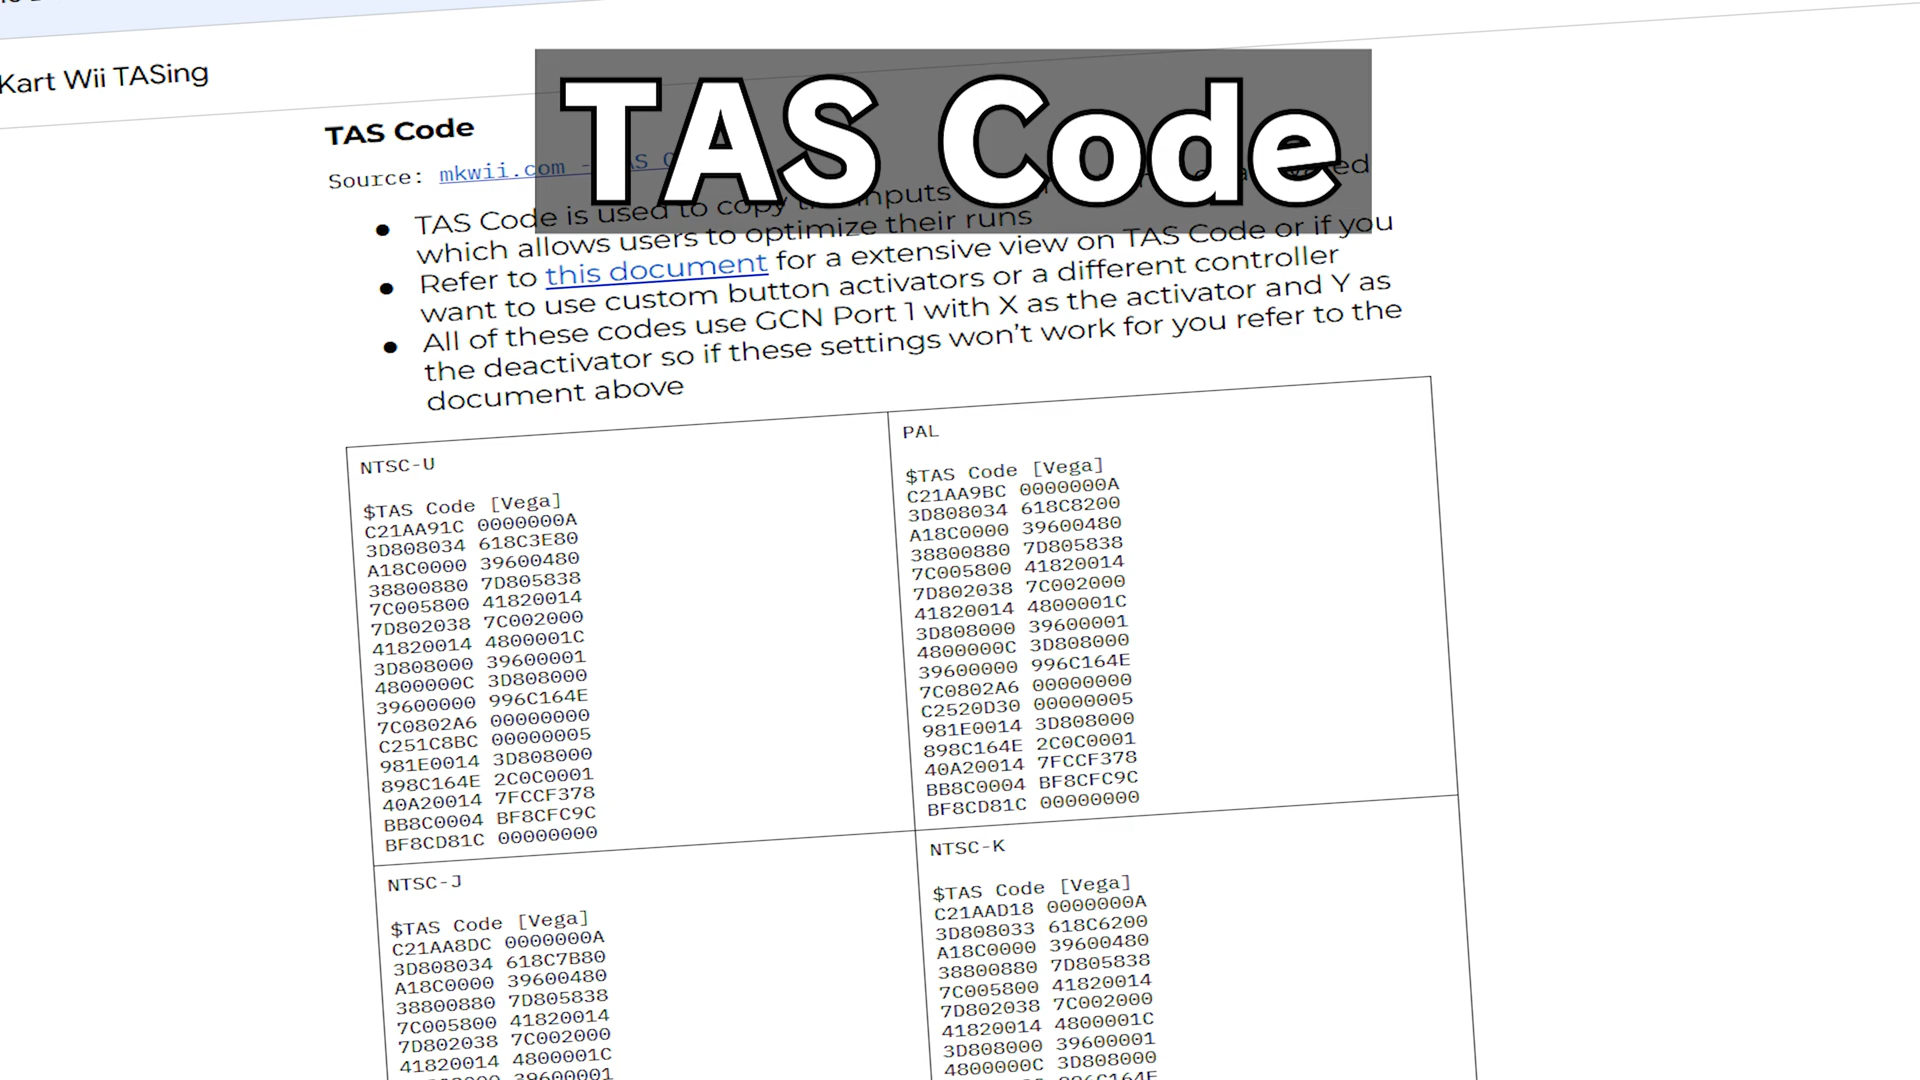 Kart Wii TASing
TAS Code
TAS Code
Source: mkwii.com - TAS C
TAS Code is used to copy the inputs
which allows users to optimize their runs
Refer to this document for a extensive view on TAS Code or if you
want to use custom button activators or a different controller
All of these codes use GCN Port 1 with X as the activator and Y as
the deactivator so if these settings won't work for you refer to the
document above
NTSC-U
$TAS Code [Vega]
C21AA91C 0000000A
3D808034 618C3E80
A18C0000 39600480
38800880 7D805838
7C005800 41820014
7D802038 7C002000
41820014 4800001C
3D808000 39600001
4800000C 3D808000
39600000 996C164E
7C0802A6 00000000
C251C8BC 00000005
981E0014 3D808000
898C164E 2C0C0001
40A20014 7FCCF378
BB8C0004 BF8CFC9C
BF8CD81C 00000000
PAL
$TAS Code [Vega]
C21AA9BC 0000000A
3D808034 618C8200
A18C0000 39600480
38800880 7D805838
7C005800 41820014
7D802038 7C002000
41820014 4800001C
3D808000 39600001
4800000C 3D808000
39600000 996C164E
7C0802A6 00000000
C2520D30 00000005
981E0014 3D808000
898C164E 2C0C0001
40A20014 7FCCF378
BB8C0004 BF8CFC9C
BF8CD81C 00000000
NTSC-J
$TAS Code [Vega]
C21AA8DC 0000000A
3D808034 618C7B80
A18C0000 39600480
38800880 7D805838
7C005800 41820014
7D802038 7C002000
41820014 4800001C
39600001
NTSC-K
$TAS Code [Vega]
C21AAD18 0000000A
3D808033 618C6200
A18C0000 39600480
38800880 7D805838
7C005800 41820014
7D802038 7C002000
41820014 4800001C
3D808000 39600001
4800000C 3D808000
996C164E